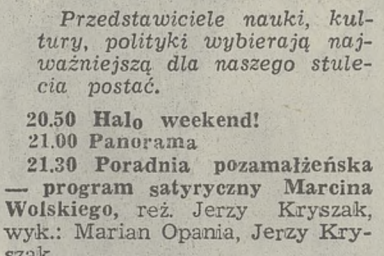 Przedstawiciele nauki, kul-
tury, polityki wybierają naj-
ważniejszą dla naszego stule-
cia postać.
20.50 Halo weekend!
21.00 Panorama
21.30 Poradnia pozamałżeńska
— program satyryczny Marcina
Wolskiego, reż. Jerzy Kryszak,
wyk.: Marian Opania, Jerzy Kry-
szak